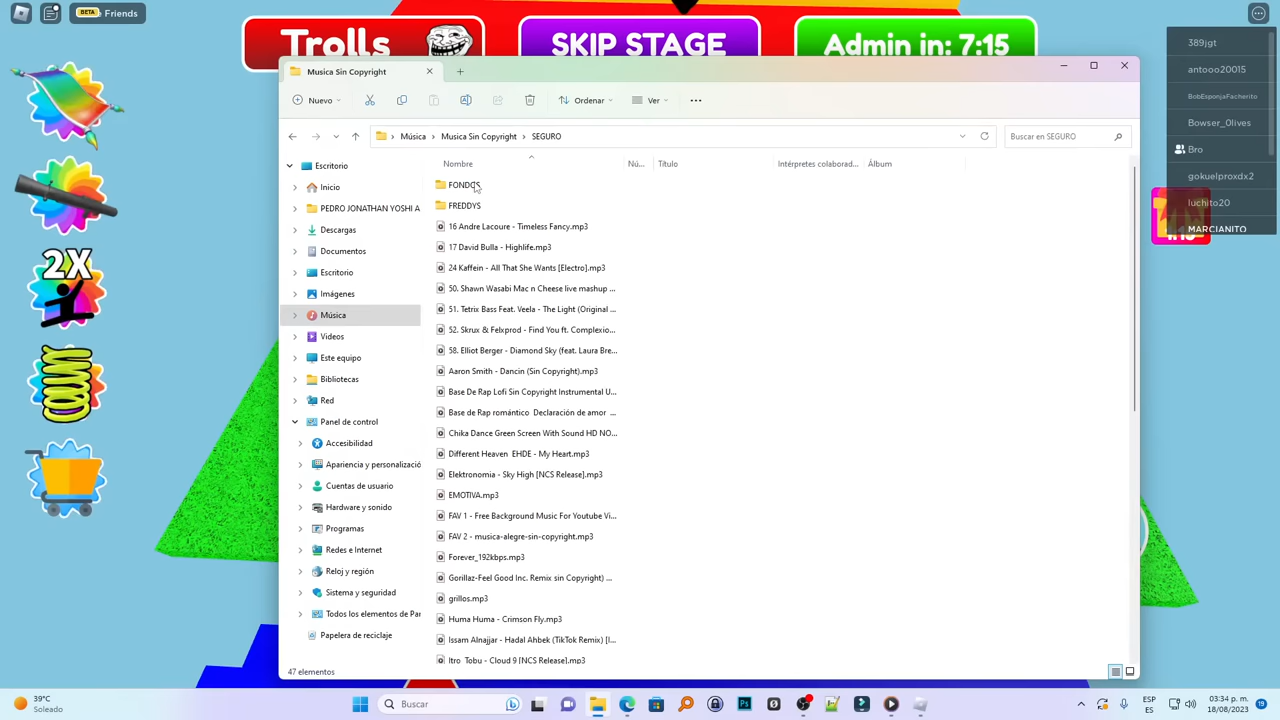 BETA Friends
Trolls
SKIP STAGE
Admin in: 7:15
389jgt
antooo20015
BobEsponjaFacherito
Bowser_0lives
Bro
gokuelproxdx2
luchito20
MARCIANITO
2X
Musica Sin Copyright
Nuevo
Ordenar
Ver
Música > Musica Sin Copyright > SEGURO
Buscar en SEGURO
Nombre
Nú...
Título
Intérpretes colaborad...
Álbum
Escritorio
Inicio
PEDRO JONATHAN YOSHI A
Descargas
Documentos
Escritorio
Imágenes
Música
Videos
Este equipo
Bibliotecas
Red
Panel de control
Accesibilidad
Apariencia y personalizació
Cuentas de usuario
Hardware y sonido
Programas
Redes e Internet
Reloj y región
Sistema y seguridad
Todos los elementos de Par
Papelera de reciclaje
FONDOS
FREDDYS
16 Andre Lacoure - Timeless Fancy.mp3
17 David Bulla - Highlife.mp3
24 Kaffein - All That She Wants [Electro].mp3
50. Shawn Wasabi Mac n Cheese live mashup ...
51. Tetrix Bass Feat. Veela - The Light (Original ...
52. Skrux & Felxprod - Find You ft. Complexio...
58. Elliot Berger - Diamond Sky (feat. Laura Bre...
Aaron Smith - Dancin (Sin Copyright).mp3
Base De Rap Lofi Sin Copyright Instrumental U...
Base de Rap romántico Declaración de amor ...
Chika Dance Green Screen With Sound HD NO...
Different Heaven EHDE - My Heart.mp3
Elektronomia - Sky High [NCS Release].mp3
EMOTIVA.mp3
FAV 1 - Free Background Music For Youtube Vi...
FAV 2 - musica-alegre-sin-copyright.mp3
Forever_192kbps.mp3
Gorillaz-Feel Good Inc. Remix sin Copyright) ...
grillos.mp3
Huma Huma - Crimson Fly.mp3
Issam Alnajjar - Hadal Ahbek (TikTok Remix) [I...
Itro Tobu - Cloud 9 [NCS Release].mp3
47 elementos
39°C
Soleado
Buscar
ESP
ES
03:34 p. m.
18/08/2023
19